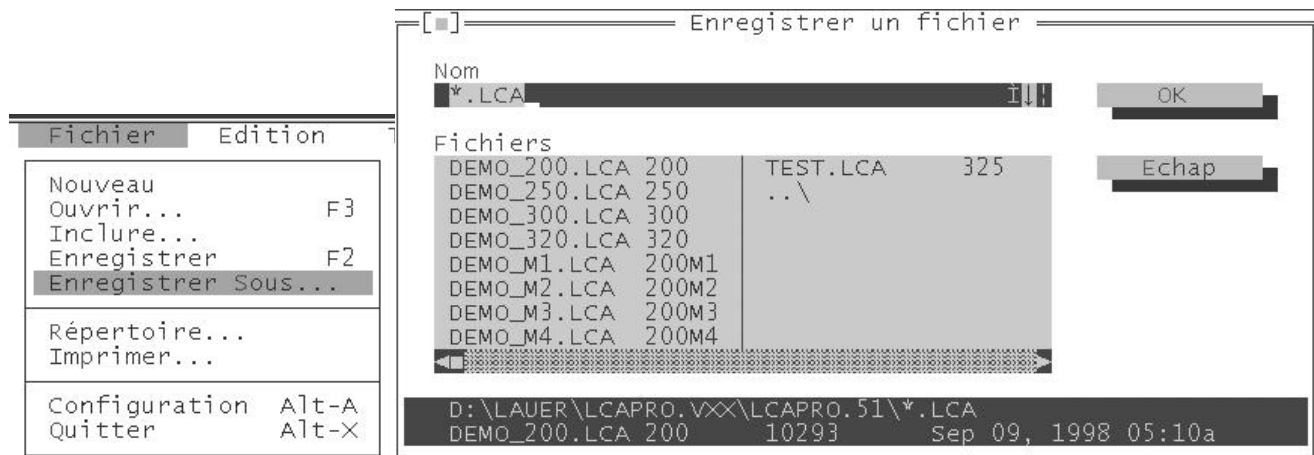 Fichier Edition
Nouveau
Ouvrir... F3
Inclure...
Enregistrer F2
Enregistrer Sous...
Répertoire...
Imprimer...
Configuration Alt-A
Quitter Alt-X
Enregistrer un fichier
Nom
*.LCA
OK
Fichiers
DEMO_200.LCA 200 TEST.LCA 325
DEMO_250.LCA 250 ..\
DEMO_300.LCA 300
DEMO_320.LCA 320
DEMO_M1.LCA 200M1
DEMO_M2.LCA 200M2
DEMO_M3.LCA 200M3
DEMO_M4.LCA 200M4
Echap
D:\LAUER\LCAPRO.VXX\LCAPRO.51\*.LCA
DEMO_200.LCA 200 10293 Sep 09, 1998 05:10a